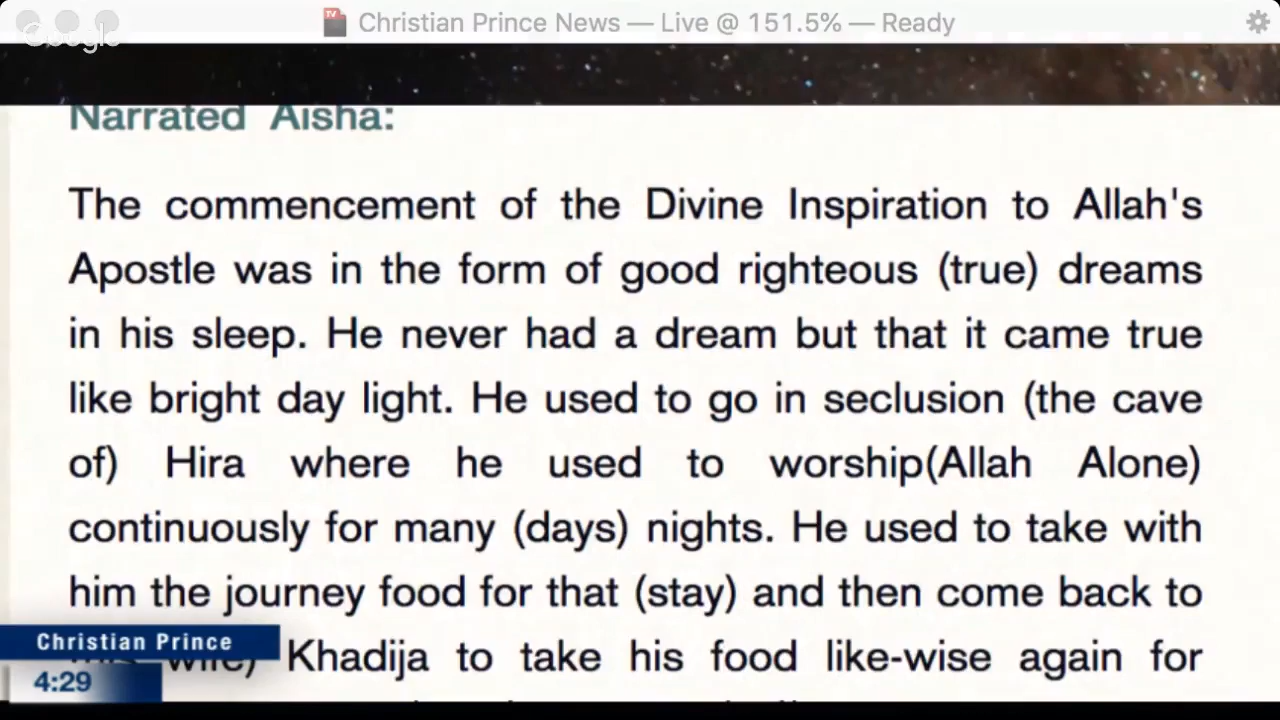 Christian Prince News — Live @ 151.5% — Ready
Google
Narrated Aisha:
The commencement of the Divine Inspiration to Allah's
Apostle was in the form of good righteous (true) dreams
in his sleep. He never had a dream but that it came true
like bright day light. He used to go in seclusion (the cave
of) Hira where he used to worship(Allah Alone)
continuously for many (days) nights. He used to take with
him the journey food for that (stay) and then come back to
wife) Khadija to take his food like-wise again for
Christian Prince
4:29